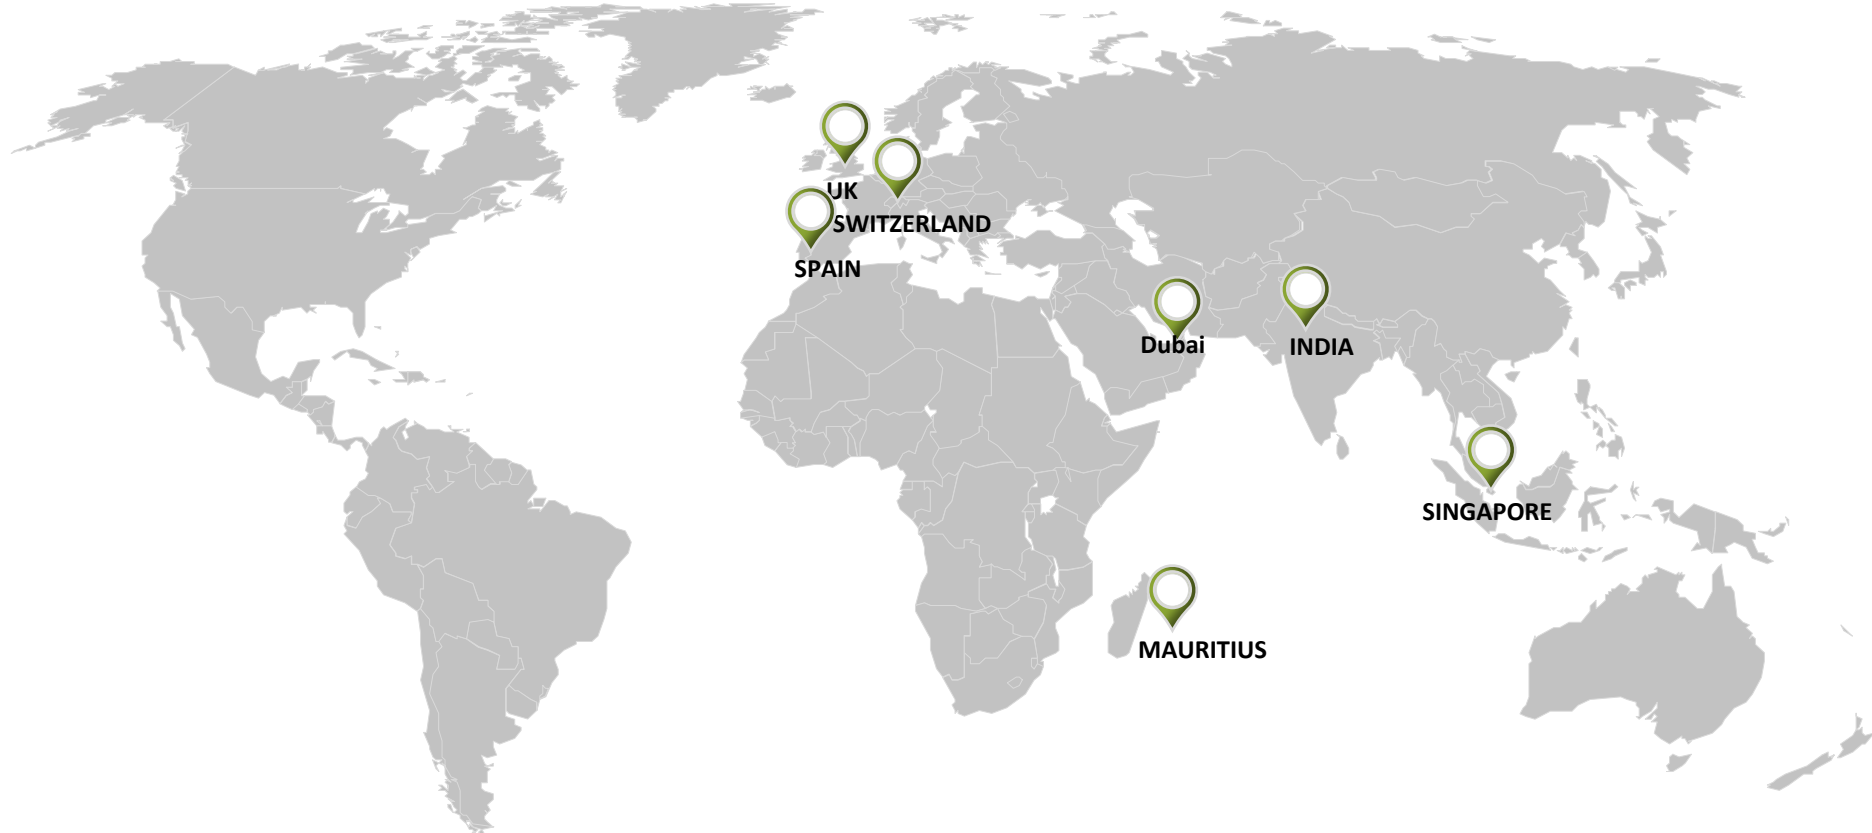 UK
SWITZERLAND
SPAIN
Dubai
INDIA
SINGAPORE
MAURITIUS